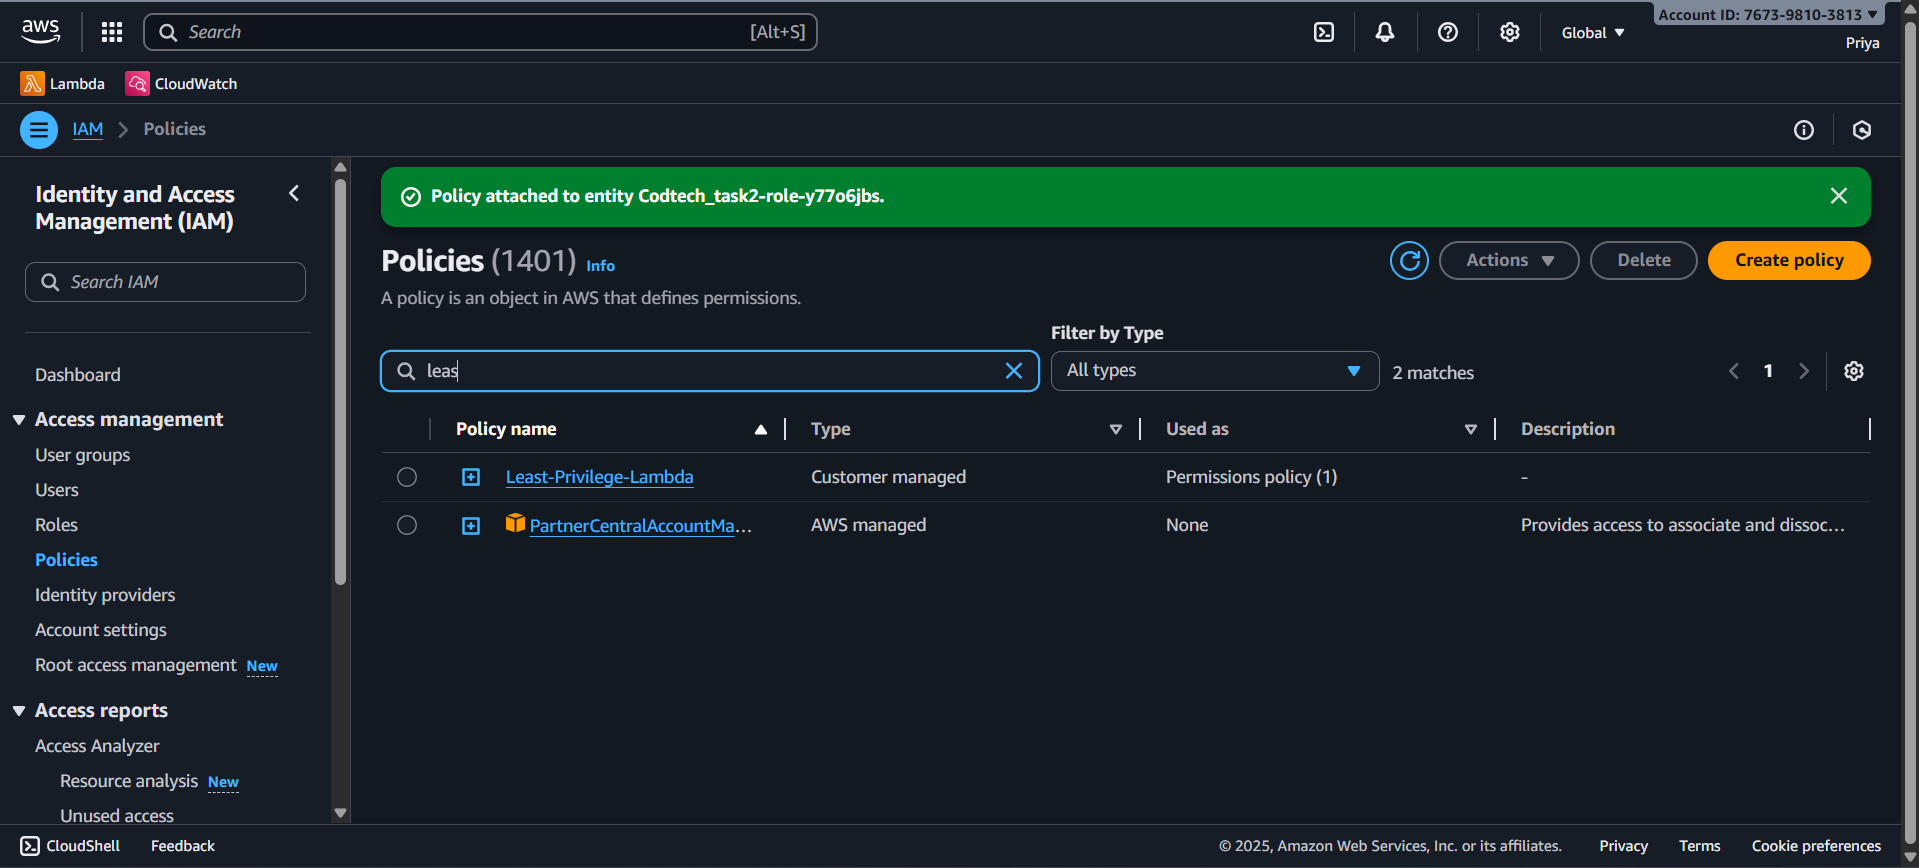 aws
Search [Alt+S]
Global
Account ID: 7673-9810-3813
Priya
Lambda
CloudWatch
IAM
Policies
Identity and Access
Management (IAM)
Search IAM
Dashboard
Access management
User groups
Users
Roles
Policies
Identity providers
Account settings
Root access management New
Access reports
Access Analyzer
Resource analysis New
Unused access
Policy attached to entity Codtech_task2-role-y77o6jbs.
Policies (1401) Info
A policy is an object in AWS that defines permissions.
Actions
Delete
Create policy
Filter by Type
leas
All types
2 matches
1
Policy name Type Used as Description
Least-Privilege-Lambda Customer managed Permissions policy (1) -
PartnerCentralAccountMa... AWS managed None Provides access to associate and dissoc...
CloudShell Feedback © 2025, Amazon Web Services, Inc. or its affiliates. Privacy Terms Cookie preferences